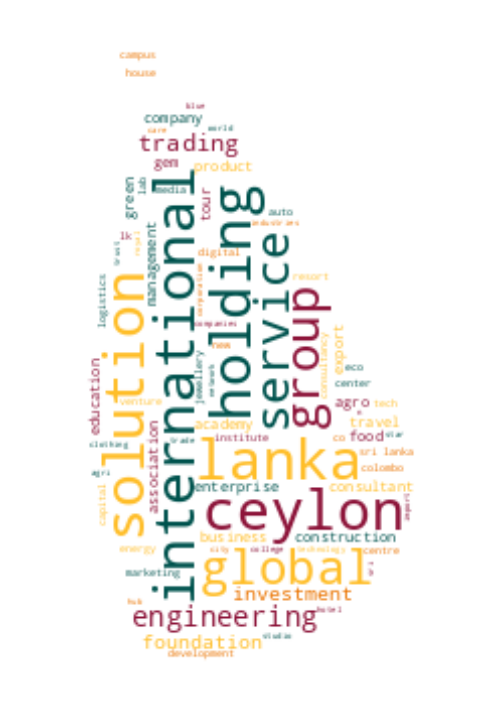 campus
house
blue
company
care
world
trading
gem
product
green
lab
media
tour
international
holding
auto
industries
lk
management
service
trust
royal
digital
logistics
solution
corporation
resort
group
companies
new
export
consultancy
jewellery
network
eco
center
education
venture
agro
tech
academy
travel
association
trade
institute
co
food
star
clothing
lanka
sri lanka
colombo
agri
enterprise
consultant
capital
ceylon
import
business
construction
energy
city
college
technology
centre
marketing
global
investment
hub
engineering
hotel
foundation
studio
development